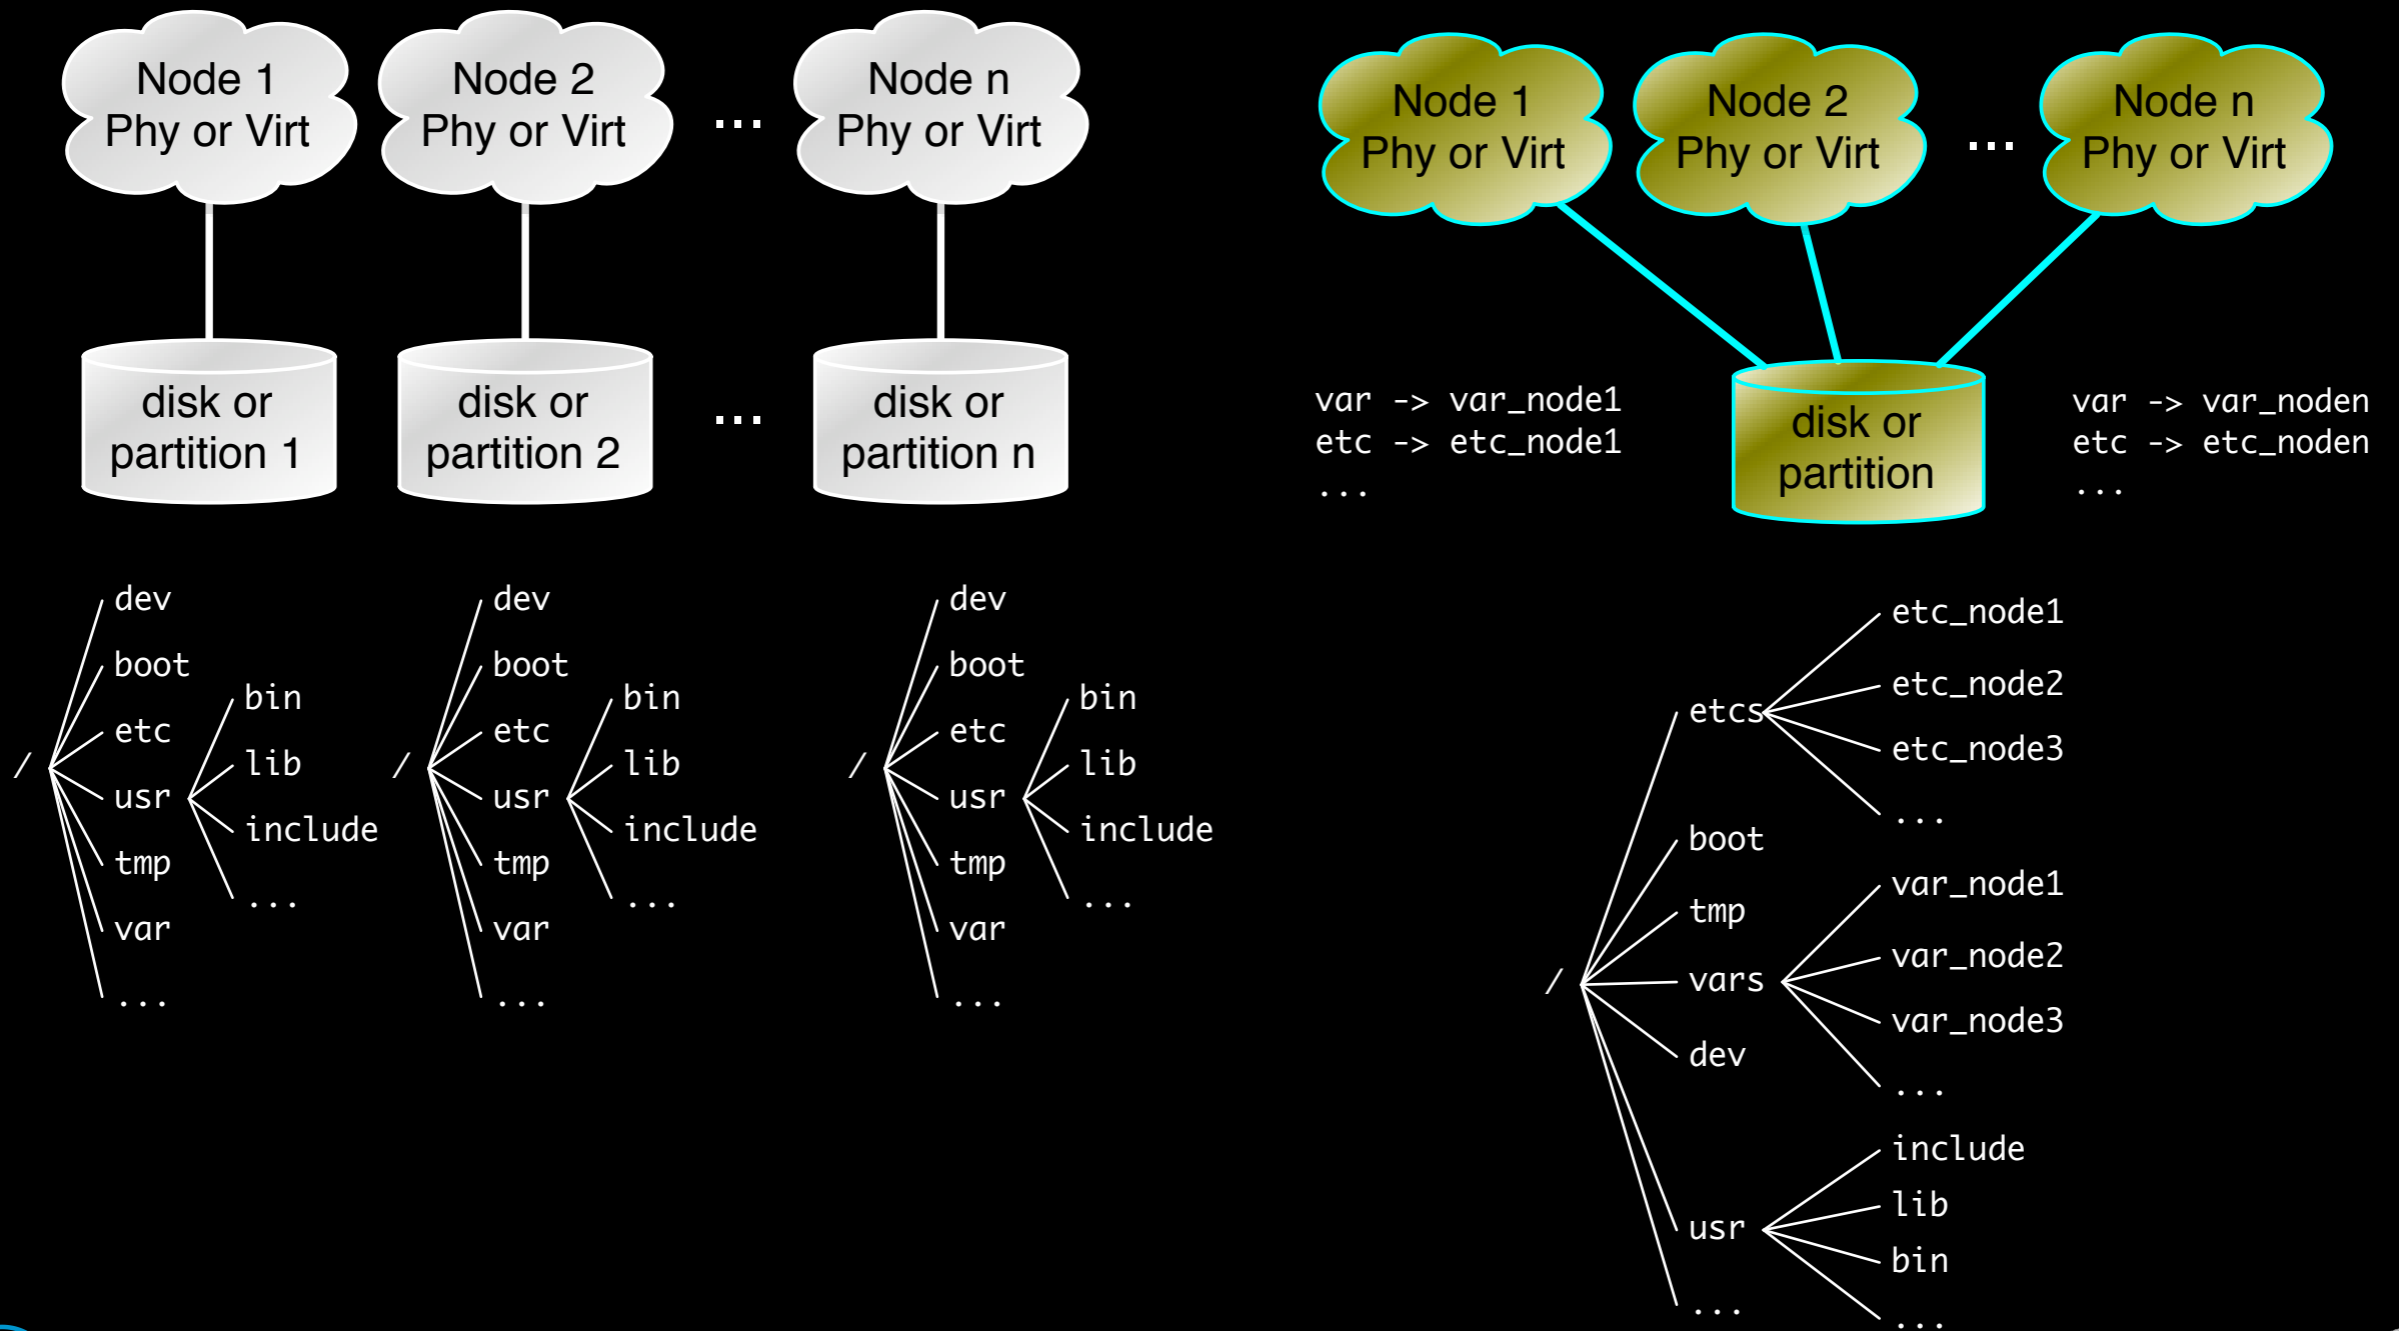 Node 1
Phy or Virt
Node 2
Phy or Virt
...
Node n
Phy or Virt
disk or
partition 1
disk or
partition 2
...
disk or
partition n
/
dev
boot
etc
usr
tmp
var
...
bin
lib
include
...
/
dev
boot
etc
usr
tmp
var
...
bin
lib
include
...
/
dev
boot
etc
usr
tmp
var
...
bin
lib
include
...
Node 1
Phy or Virt
Node 2
Phy or Virt
...
Node n
Phy or Virt
var -> var_node1
etc -> etc_node1
...
disk or
partition
var -> var_noden
etc -> etc_noden
...
/
etcs
etc_node1
etc_node2
etc_node3
...
boot
tmp
vars
var_node1
var_node2
var_node3
...
dev
usr
include
lib
bin
...
...